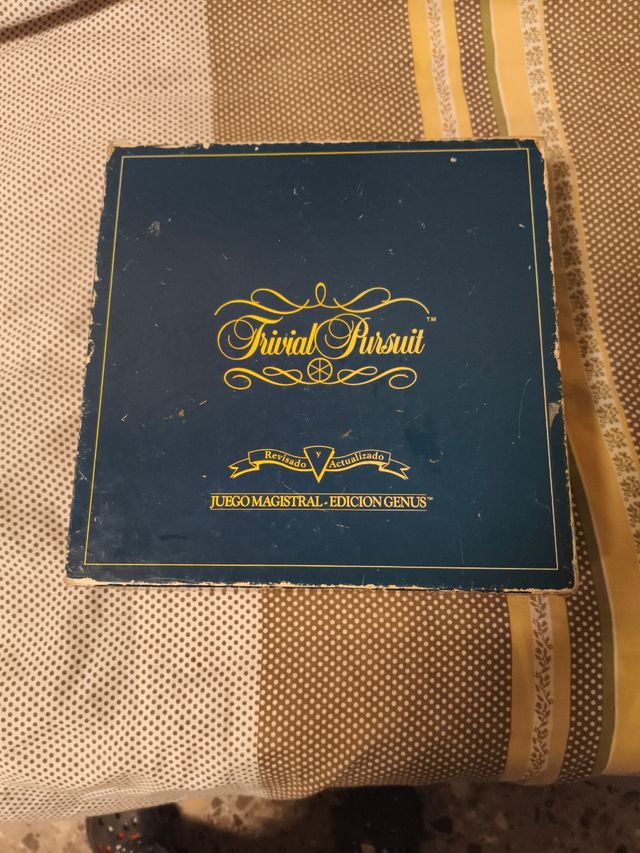 Trivial Pursuit™
Revisado y Actualizado
JUEGO MAGISTRAL - EDICION GENUS™